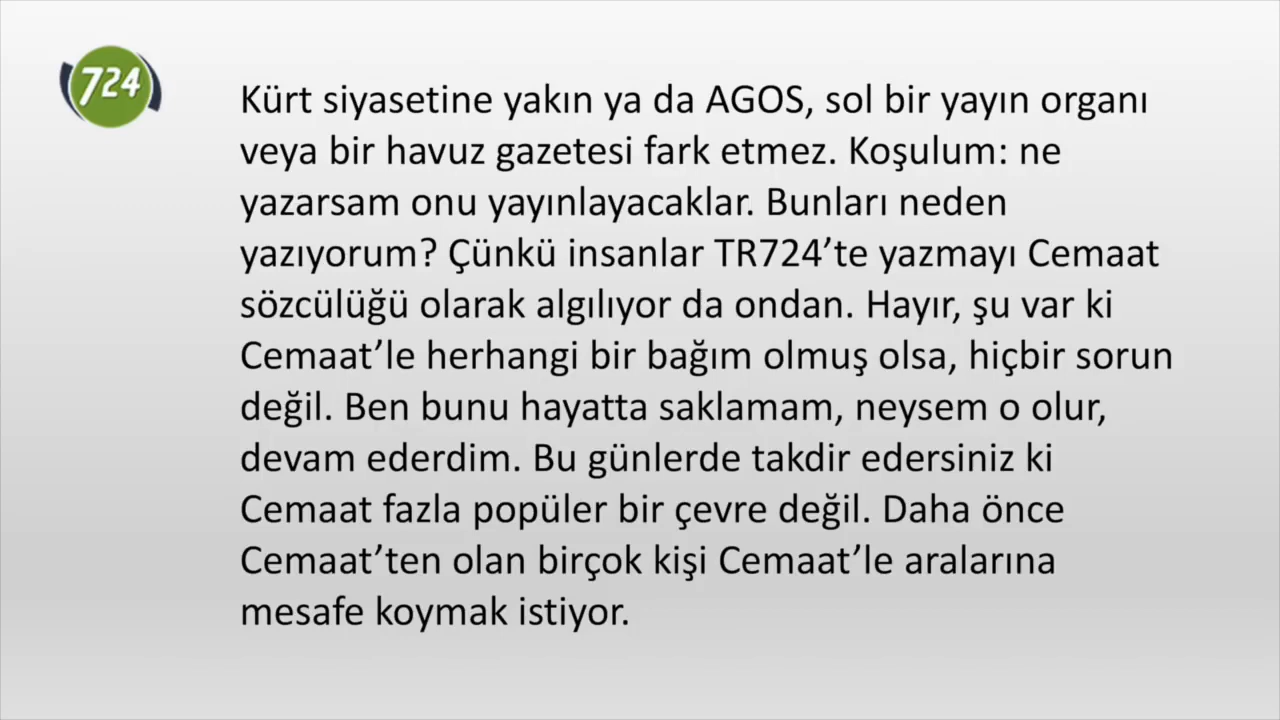 724
Kürt siyasetine yakın ya da AGOS, sol bir yayın organı
veya bir havuz gazetesi fark etmez. Koşulum: ne
yazarsam onu yayınlayacaklar. Bunları neden
yazıyorum? Çünkü insanlar TR724’te yazmayı Cemaat
sözcülüğü olarak algılıyor da ondan. Hayır, şu var ki
Cemaat’le herhangi bir bağım olmuş olsa, hiçbir sorun
değil. Ben bunu hayatta saklamam, neysem o olur,
devam ederdim. Bu günlerde takdir edersiniz ki
Cemaat fazla popüler bir çevre değil. Daha önce
Cemaat’ten olan birçok kişi Cemaat’le aralarına
mesafe koymak istiyor.